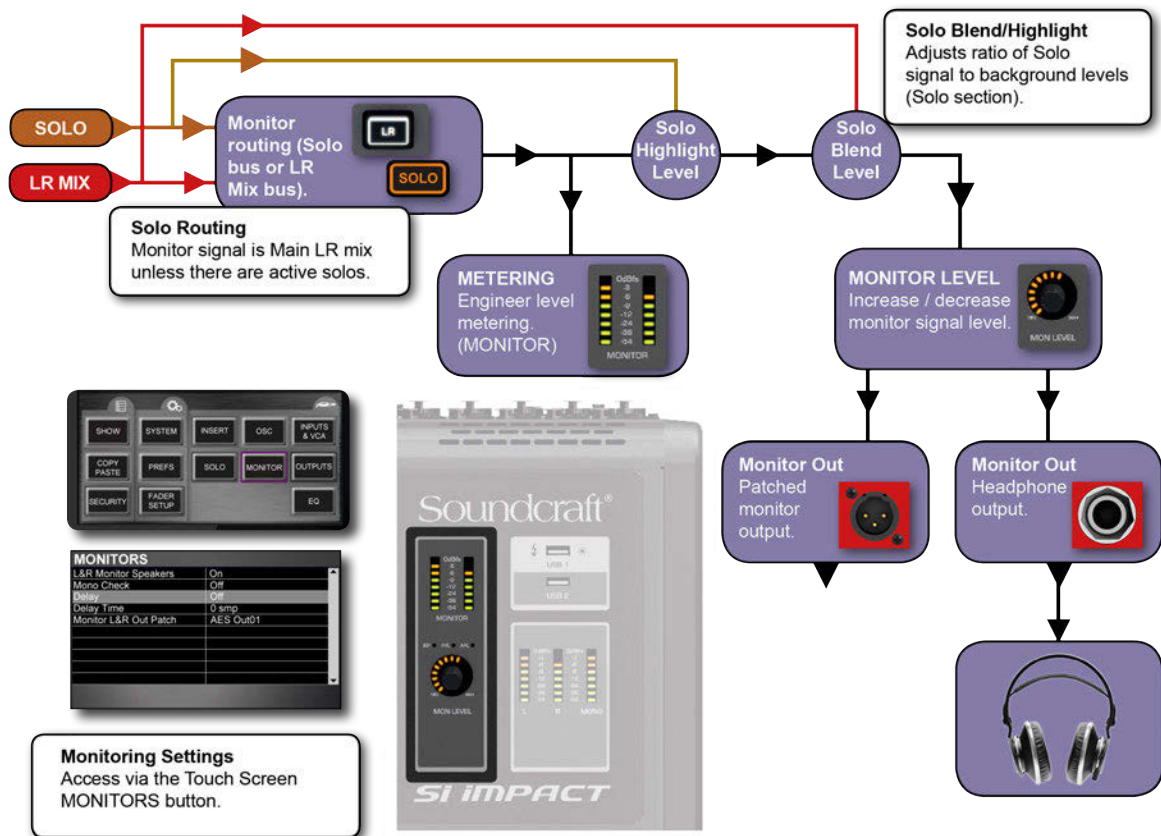 Solo Blend/Highlight
Adjusts ratio of Solo
signal to background levels
(Solo section).
SOLO
LR MIX
Monitor
routing (Solo
bus or LR
Mix bus).
LR
SOLO
Solo
Highlight
Level
Solo
Blend
Level
Solo Routing
Monitor signal is Main LR mix
unless there are active solos.
METERING
Engineer level
metering.
(MONITOR)
0dBfs
-12
-24
-36
MONITOR
MONITOR LEVEL
Increase / decrease
monitor signal level.
MON LEVEL
SHOW
SYSTEM
INSERT
OSC
INPUTS
& VCA
COPY
PASTE
PREFS
SOLO
MONITOR
OUTPUTS
SECURITY
FADER
SETUP
EQ
Monitor Out
Patched
monitor
output.
Monitor Out
Headphone
output.
MONITORS
L&R Monitor Speakers On
Mono Check Off
Delay Off
Delay Time 0 smp
Monitor L&R Out Patch AES Out01
Soundcraft®
MONITOR
MON LEVEL
USB 1
USB 2
L R MONO
Si iMPACT
Monitoring Settings
Access via the Touch Screen
MONITORS button.